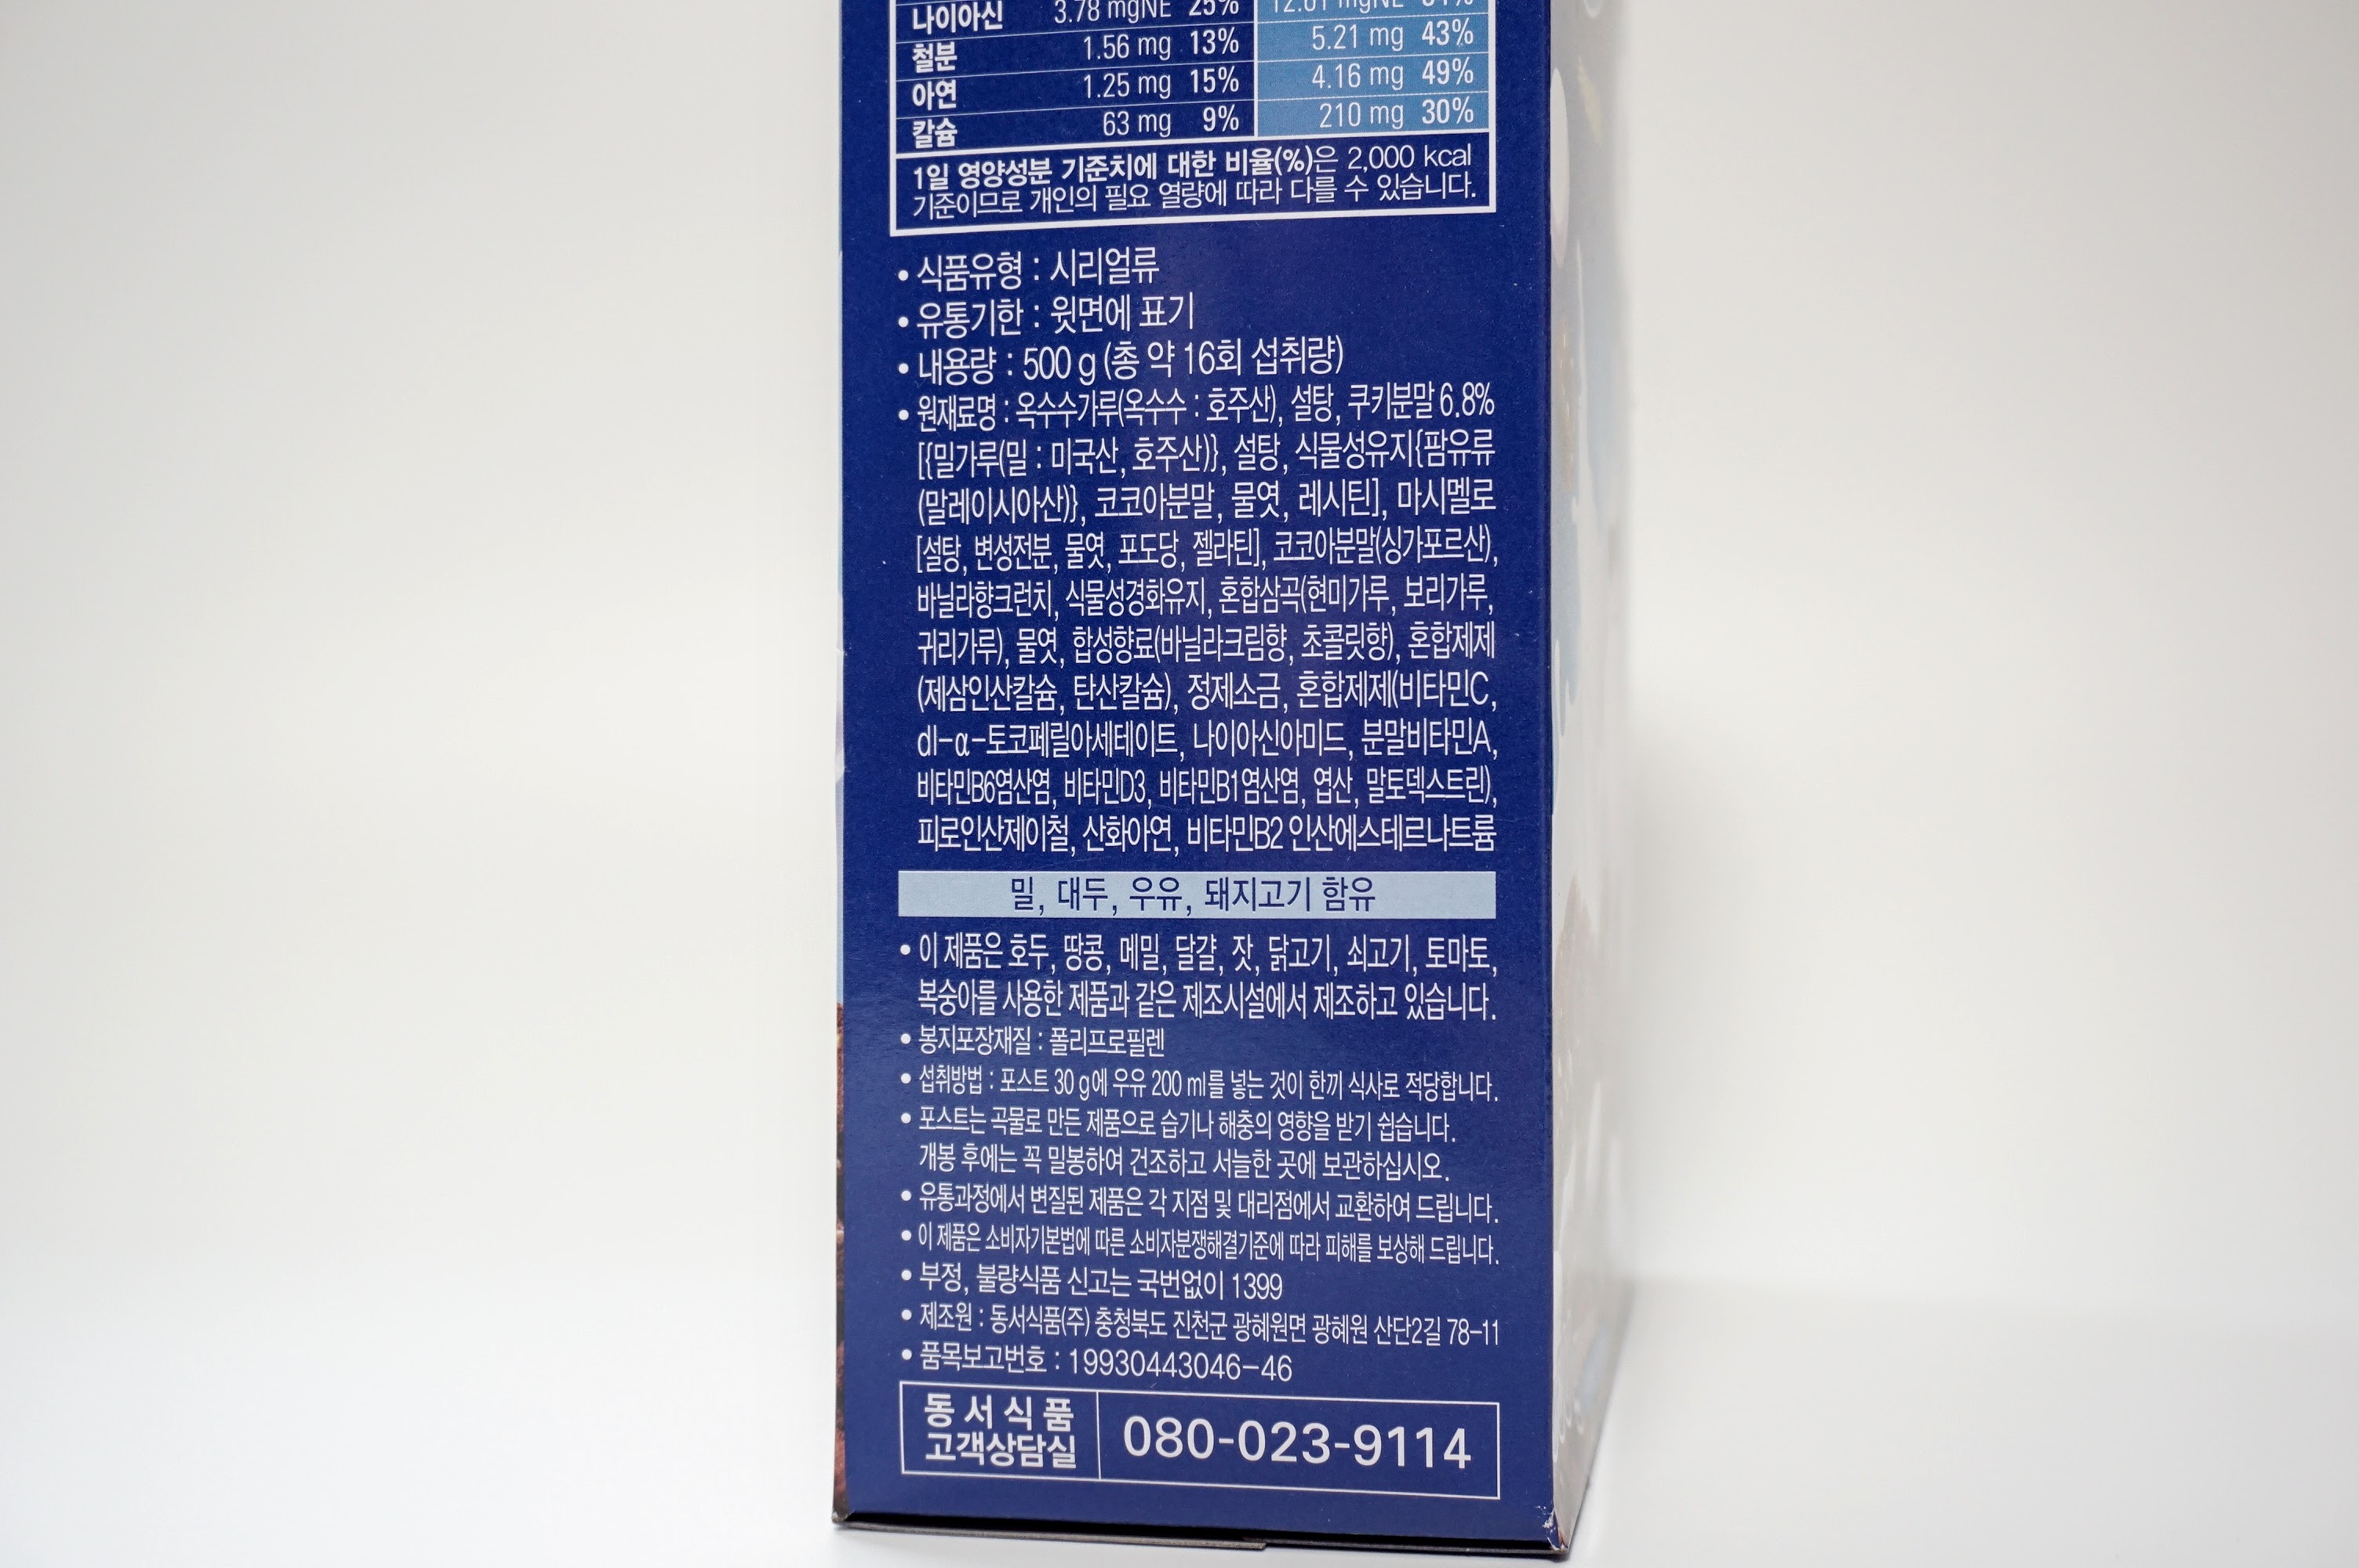 나이아신 3.78 mgNE 25%
철분 1.56 mg 13% 5.21 mg 43%
아연 1.25 mg 15% 4.16 mg 49%
칼슘 63 mg 9% 210 mg 30%
1일 영양성분 기준치에 대한 비율(%)은 2,000 kcal
기준이므로 개인의 필요 열량에 따라 다를 수 있습니다.
• 식품유형 : 시리얼류
• 유통기한 : 윗면에 표기
• 내용량 : 500 g (총 약 16회 섭취량)
• 원재료명 : 옥수수가루(옥수수 : 호주산), 설탕, 쿠키분말 6.8%
[{밀가루(밀 : 미국산, 호주산)}, 설탕, 식물성유지{팜유류
(말레이시아산)}, 코코아분말, 물엿, 레시틴], 마시멜로
[설탕, 변성전분, 물엿, 포도당, 젤라틴], 코코아분말(싱가포르산),
바닐라향크런치, 식물성경화유지, 혼합삼곡(현미가루, 보리가루,
귀리가루), 물엿, 합성향료(바닐라크림향, 초콜릿향), 혼합제제
(제삼인산칼슘, 탄산칼슘), 정제소금, 혼합제제(비타민C,
dl-α-토코페릴아세테이트, 나이아신아미드, 분말비타민A,
비타민B6염산염, 비타민D3, 비타민B1염산염, 엽산, 말토덱스트린),
피로인산제이철, 산화아연, 비타민B2 인산에스테르나트륨
밀, 대두, 우유, 돼지고기 함유
• 이 제품은 호두, 땅콩, 메밀, 달걀, 잣, 닭고기, 쇠고기, 토마토,
복숭아를 사용한 제품과 같은 제조시설에서 제조하고 있습니다.
• 봉지포장재질 : 폴리프로필렌
• 섭취방법 : 포스트 30 g에 우유 200 ml를 넣는 것이 한끼 식사로 적당합니다.
• 포스트는 곡물로 만든 제품으로 습기나 해충의 영향을 받기 쉽습니다.
개봉 후에는 꼭 밀봉하여 건조하고 서늘한 곳에 보관하십시오.
• 유통과정에서 변질된 제품은 각 지점 및 대리점에서 교환하여 드립니다.
• 이 제품은 소비자기본법에 따른 소비자분쟁해결기준에 따라 피해를 보상해 드립니다.
• 부정, 불량식품 신고는 국번없이 1399
• 제조원 : 동서식품(주) 충청북도 진천군 광혜원면 광혜원 산단2길 78-11
• 품목보고번호 : 19930443046-46
동서식품
고객상담실 080-023-9114